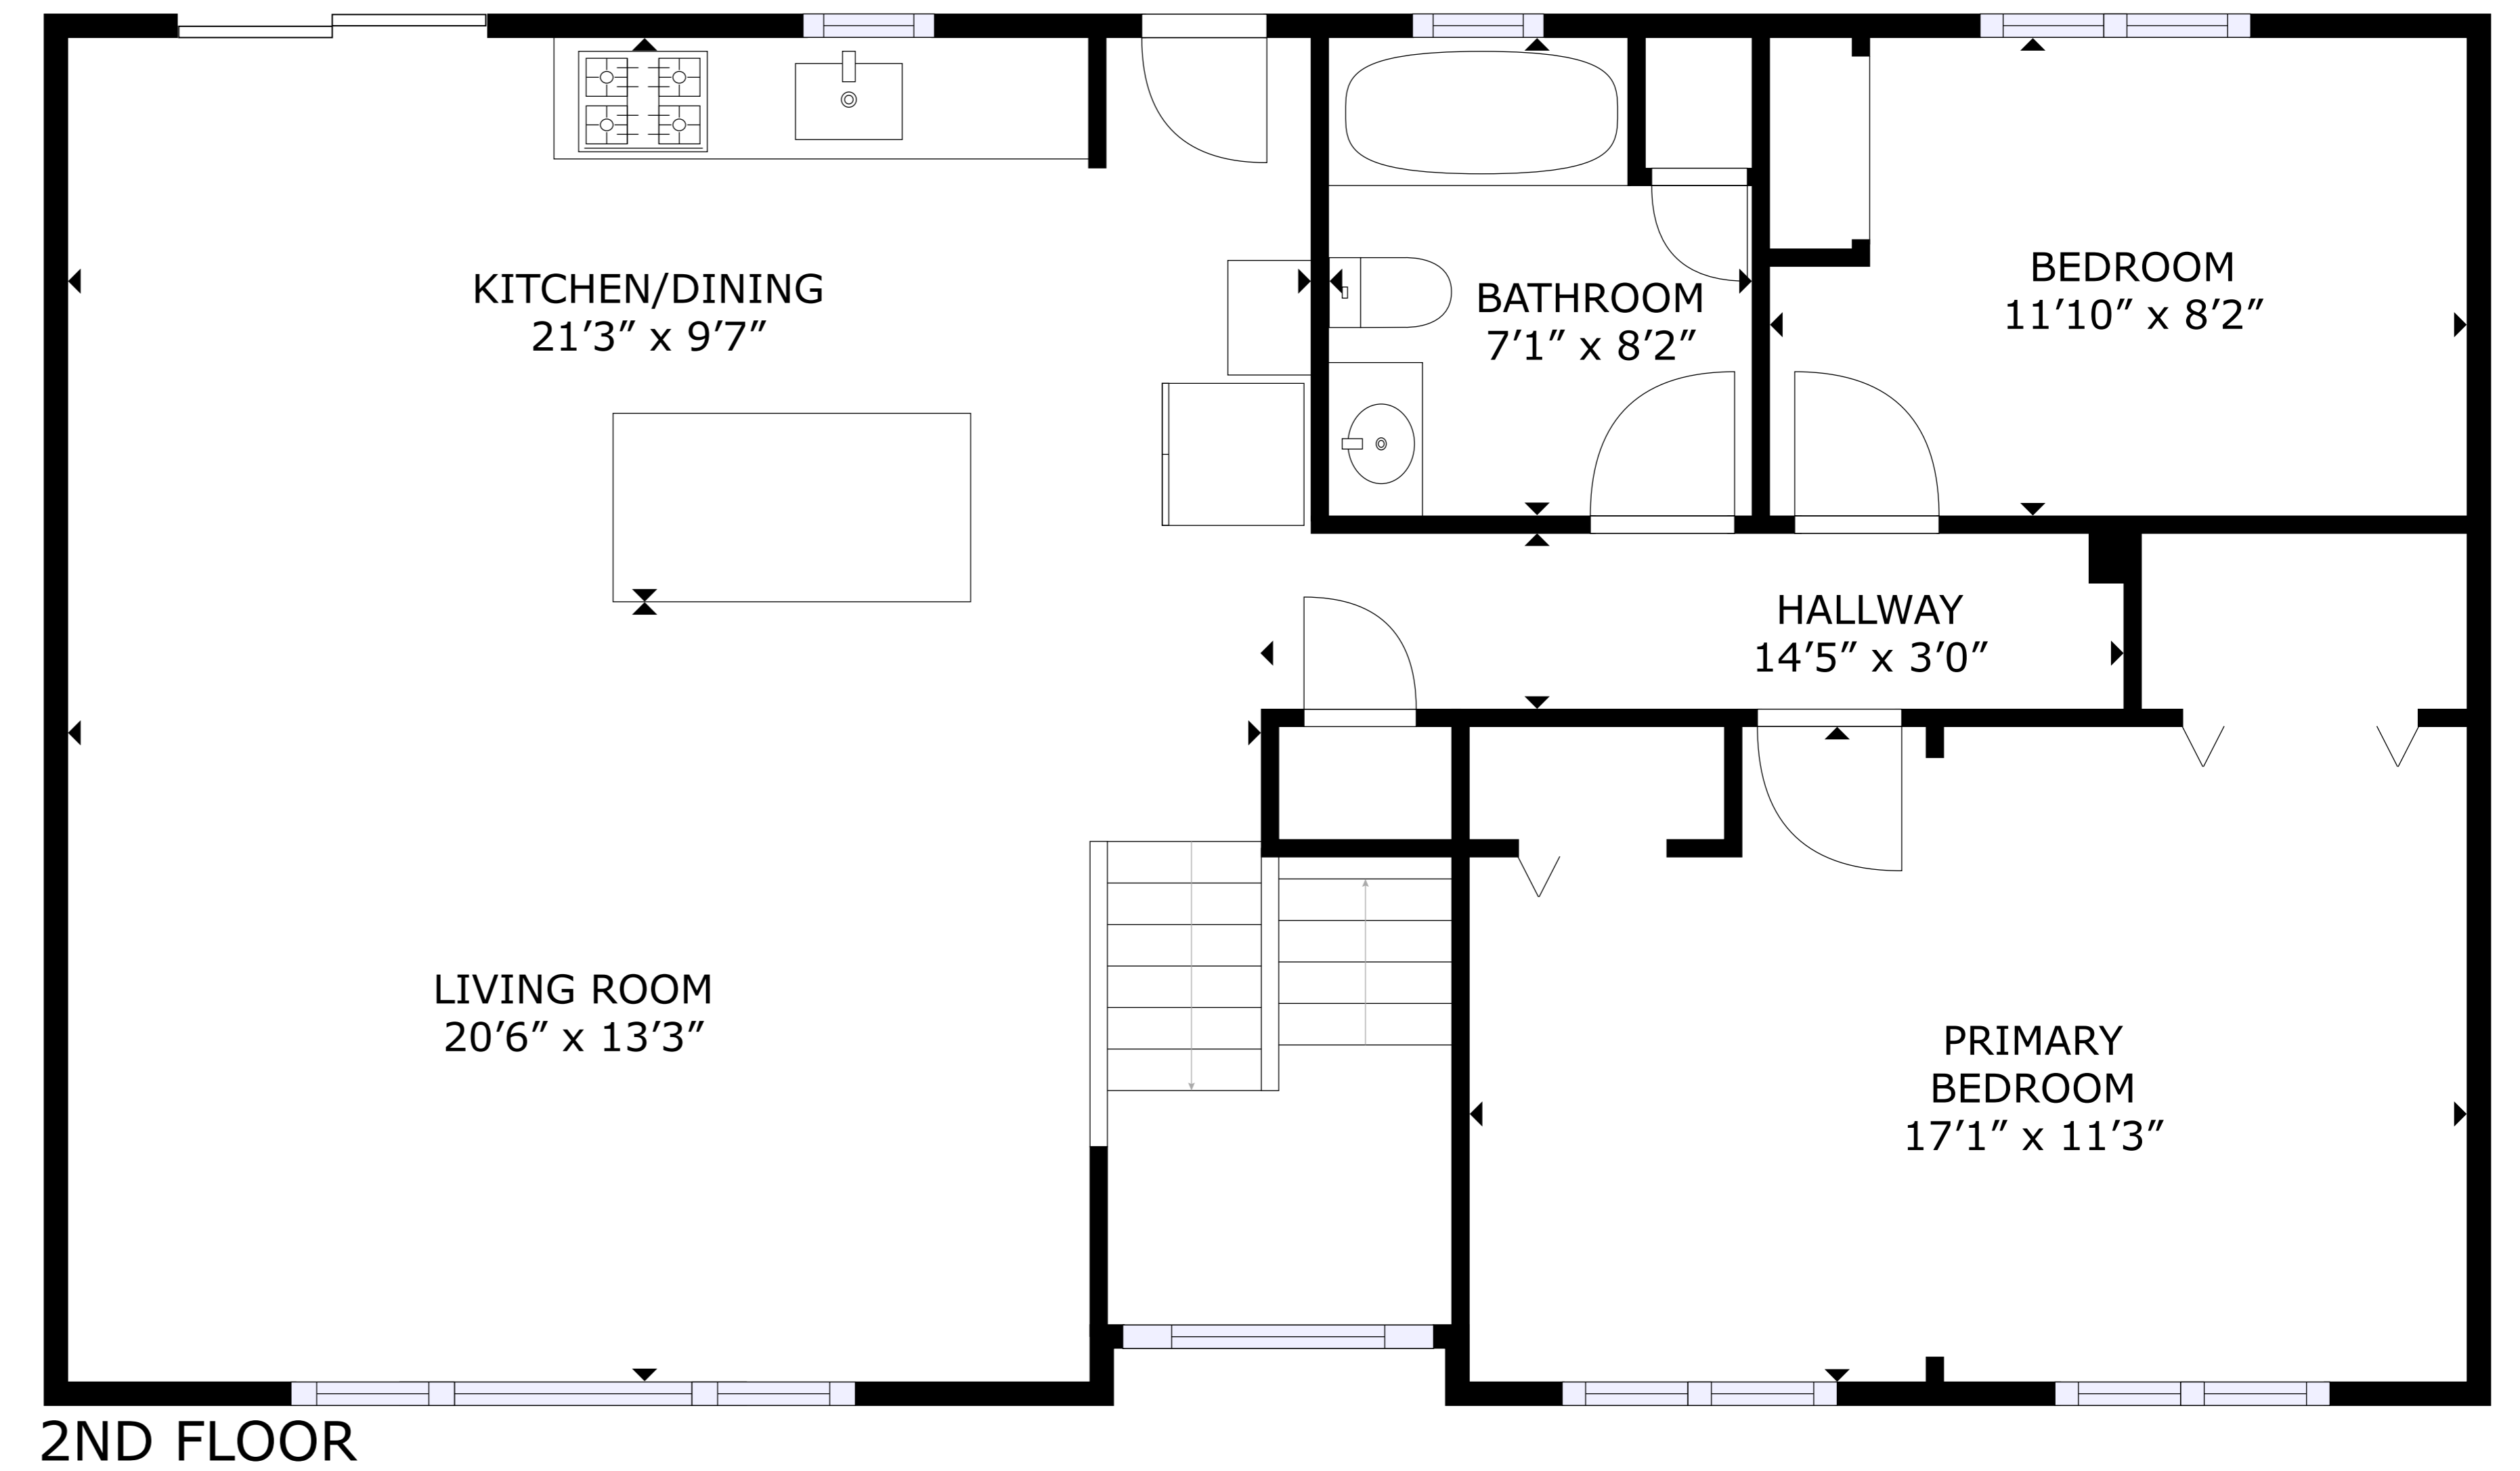 KITCHEN/DINING
21’3” x 9’7”
BATHROOM
7’1” x 8’2”
BEDROOM
11’10” x 8’2”
HALLWAY
14’5” x 3’0”
LIVING ROOM
20’6” x 13’3”
PRIMARY
BEDROOM
17’1” x 11’3”
2ND FLOOR